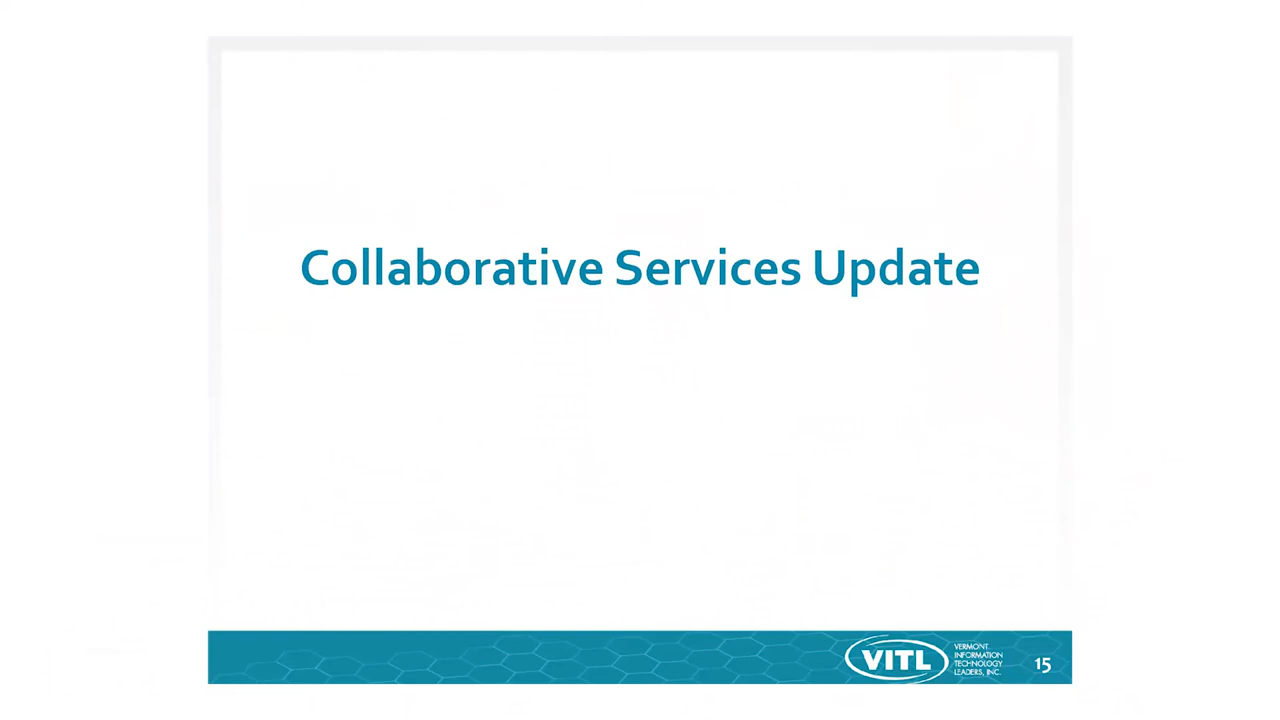 Collaborative Services Update
VITL
VERMONT
INFORMATION
TECHNOLOGY
LEADERS, INC.
15